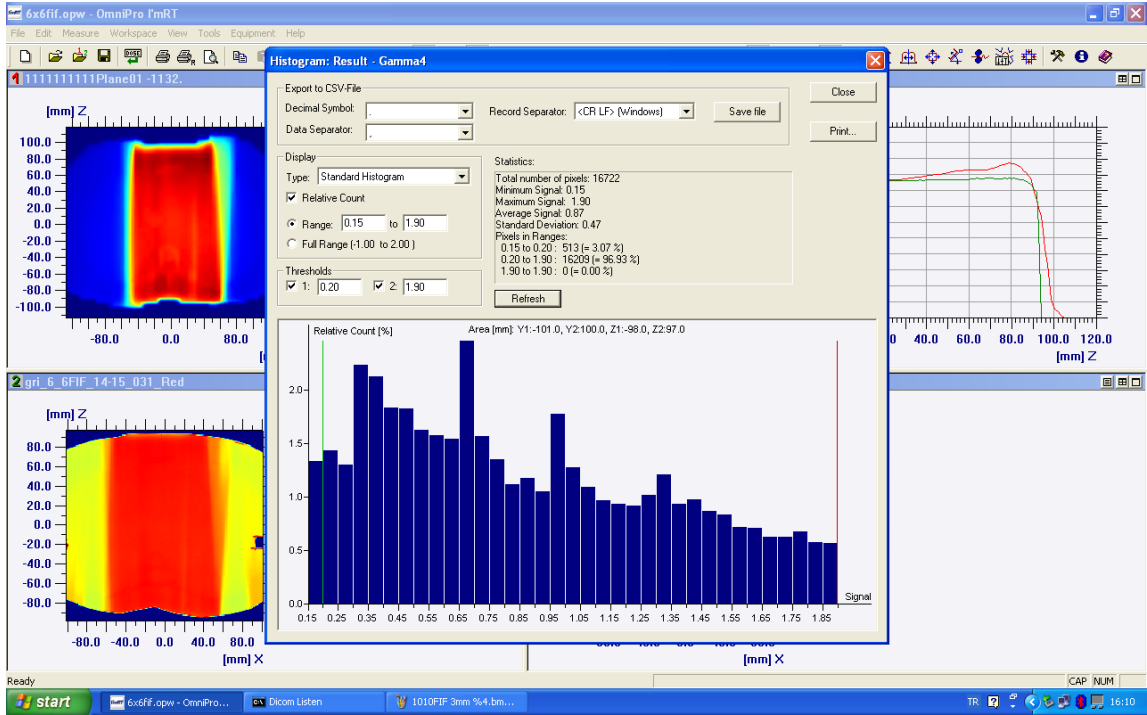 6x6fif.opw - OmniPro I'mRT
File Edit Measure Workspace View Tools Equipment Help
1 1111111111Plane01 -1132.
[mm] Z
100.0
80.0
60.0
40.0
20.0
0.0
-20.0
-40.0
-60.0
-80.0
-100.0
-80.0 0.0 80.0
2 gri_6_6FIF_14-15_031_Red
[mm] Z
80.0
60.0
40.0
20.0
0.0
-20.0
-40.0
-60.0
-80.0
-80.0 -40.0 0.0 40.0 80.0
[mm] X
Histogram: Result - Gamma4
Export to CSV-File
Decimal Symbol: . Record Separator: <CR LF> (Windows) Save file
Data Separator: ,
Close
Print...
Display
Type: Standard Histogram
Relative Count
Range: 0.15 to 1.90
Full Range (-1.00 to 2.00 )
Thresholds
1: 0.20 2: 1.90
Statistics:
Total number of pixels: 16722
Minimum Signal: 0.15
Maximum Signal: 1.90
Average Signal: 0.87
Standard Deviation: 0.47
Pixels in Ranges:
0.15 to 0.20 : 513 (= 3.07 %)
0.20 to 1.90 : 16209 (= 96.93 %)
1.90 to 1.90 : 0 (= 0.00 %)
Refresh
Relative Count [%] Area [mm]: Y1:-101.0, Y2:100.0, Z1:-98.0, Z2:97.0
2.0
1.5
1.0
0.5
0.0
Signal
0.15 0.25 0.35 0.45 0.55 0.65 0.75 0.85 0.95 1.05 1.15 1.25 1.35 1.45 1.55 1.65 1.75 1.85
40.0 60.0 80.0 100.0 120.0
[mm] Z
[mm] X
Ready
CAP NUM
start 6x6fif.opw - OmniPro... Dicom Listen 1010FIF 3mm %4.bm... TR 16:10